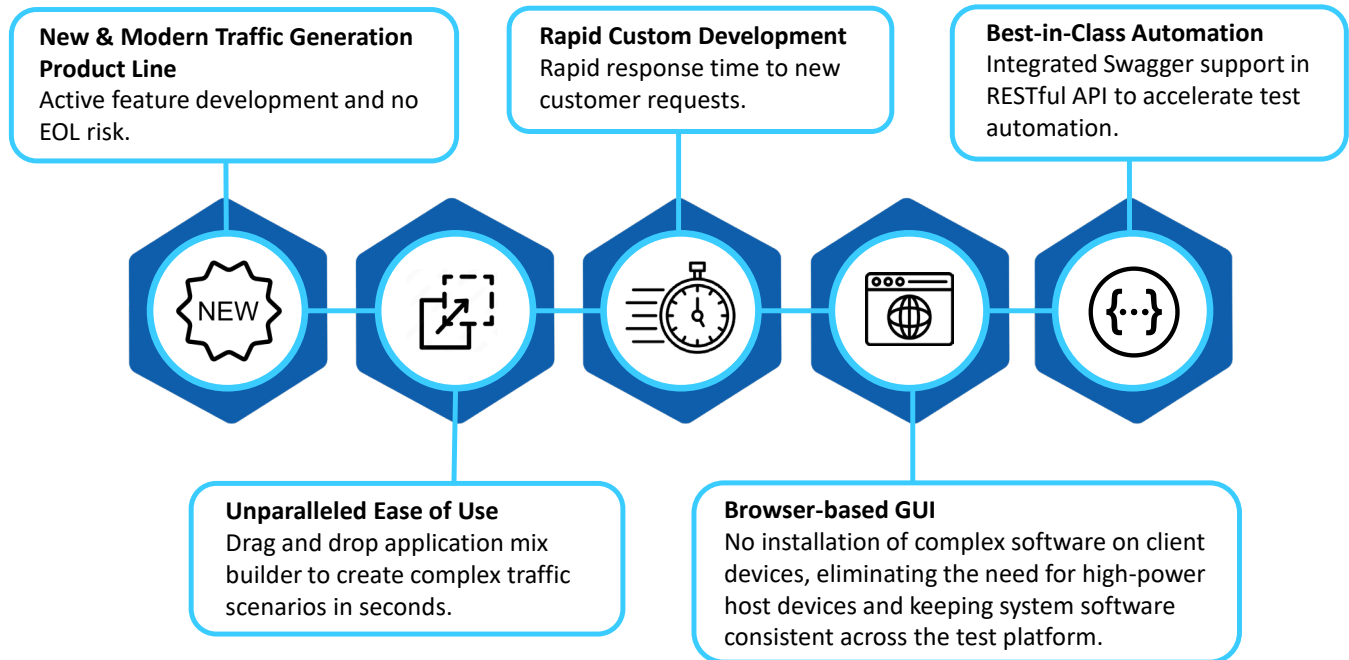 New & Modern Traffic Generation
Product Line
Active feature development and no
EOL risk.
Rapid Custom Development
Rapid response time to new
customer requests.
Best-in-Class Automation
Integrated Swagger support in
RESTful API to accelerate test
automation.
NEW
{···}
Unparalleled Ease of Use
Drag and drop application mix
builder to create complex traffic
scenarios in seconds.
Browser-based GUI
No installation of complex software on client
devices, eliminating the need for high-power
host devices and keeping system software
consistent across the test platform.